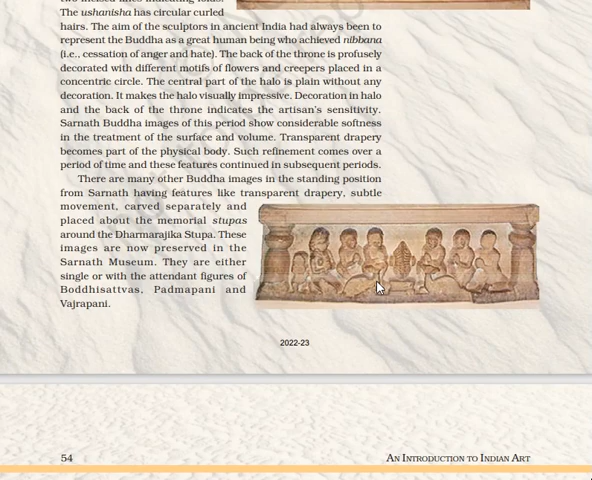 The ushanisha has circular curled
hairs. The aim of the sculptors in ancient India had always been to
represent the Buddha as a great human being who achieved nibbana
(i.e., cessation of anger and hate). The back of the throne is profusely
decorated with different motifs of flowers and creepers placed in a
concentric circle. The central part of the halo is plain without any
decoration. It makes the halo visually impressive. Decoration in halo
and the back of the throne indicates the artisan's sensitivity.
Sarnath Buddha images of this period show considerable softness
in the treatment of the surface and volume. Transparent drapery
becomes part of the physical body. Such refinement comes over a
period of time and these features continued in subsequent periods.
There are many other Buddha images in the standing position
from Sarnath having features like transparent drapery, subtle
movement, carved separately and
placed about the memorial stupas
around the Dharmarajika Stupa. These
images are now preserved in the
Sarnath Museum. They are either
single or with the attendant figures of
Boddhisattvas, Padmapani and
Vajrapani.
2022-23
54
AN INTRODUCTION TO INDIAN ART